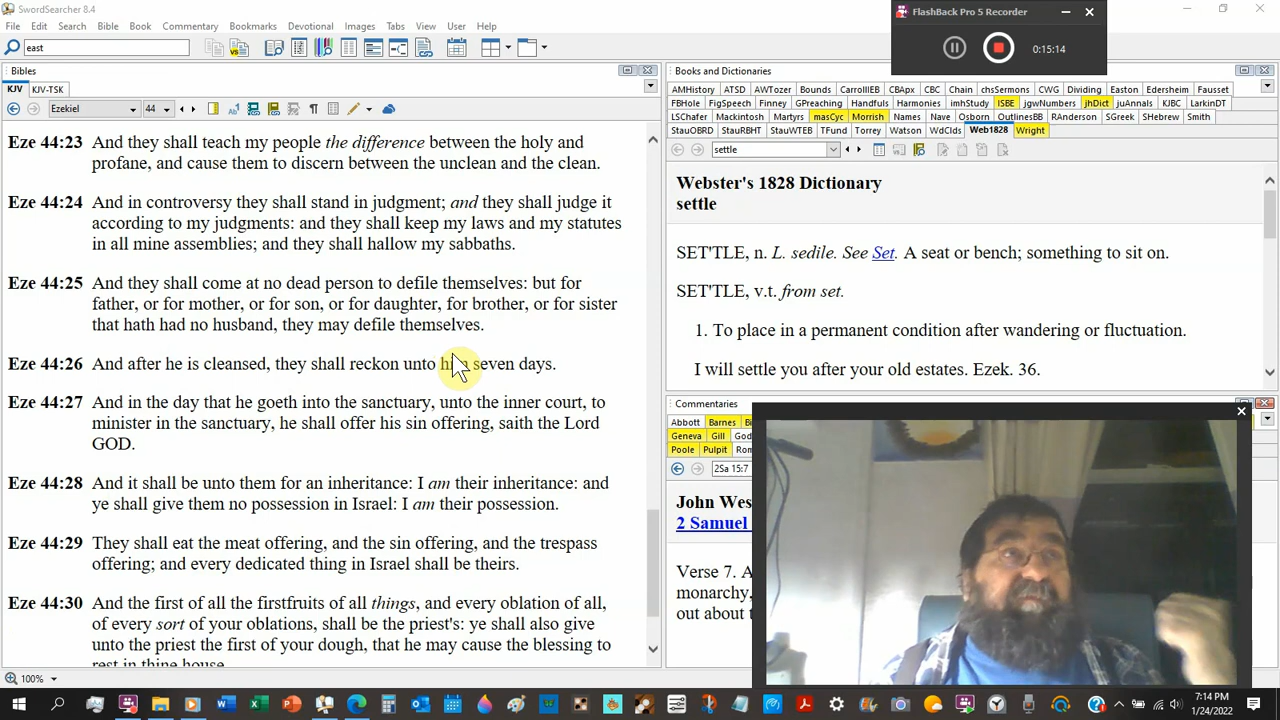 SwordSearcher 8.4
File Edit Search Bible Book Commentary Bookmarks Devotional Images Tabs View User Help
east
Bibles
KJV KJV-TSK
Ezekiel 44
Eze 44:23 And they shall teach my people the difference between the holy and
profane, and cause them to discern between the unclean and the clean.
Eze 44:24 And in controversy they shall stand in judgment; and they shall judge it
according to my judgments: and they shall keep my laws and my statutes
in all mine assemblies; and they shall hallow my sabbaths.
Eze 44:25 And they shall come at no dead person to defile themselves: but for
father, or for mother, or for son, or for daughter, for brother, or for sister
that hath had no husband, they may defile themselves.
Eze 44:26 And after he is cleansed, they shall reckon unto him seven days.
Eze 44:27 And in the day that he goeth into the sanctuary, unto the inner court, to
minister in the sanctuary, he shall offer his sin offering, saith the Lord
GOD.
Eze 44:28 And it shall be unto them for an inheritance: I am their inheritance: and
ye shall give them no possession in Israel: I am their possession.
Eze 44:29 They shall eat the meat offering, and the sin offering, and the trespass
offering; and every dedicated thing in Israel shall be theirs.
Eze 44:30 And the first of all the firstfruits of all things, and every oblation of all,
of every sort of your oblations, shall be the priest's: ye shall also give
unto the priest the first of your dough, that he may cause the blessing to
rest in thine house.
100%
FlashBack Pro 5 Recorder
0:15:14
Books and Dictionaries
AMHistory ATSD AWTozer Bounds CarrollIEB CBApx CBC Chain chsSermons CWG Dividing Easton Edersheim Fausset
FBHole FigSpeech Finney GPreaching Handfuls Harmonies imhStudy ISBE jgwNumbers jhDict juAnnals KJBC LarkinDT
LSChafer Mackintosh Martyrs masCyc Morrish Names Nave Osborn OutlinesBB RAnderson SGreek SHebrew Smith
StauOBRD StauRBHT StauWTEB TFund Torrey Watson WdClds Web1828 Wright
settle
Webster's 1828 Dictionary
settle
SET'TLE, n. L. sedile. See Set. A seat or bench; something to sit on.
SET'TLE, v.t. from set.
1. To place in a permanent condition after wandering or fluctuation.
I will settle you after your old estates. Ezek. 36.
Commentaries
Abbott Barnes
Geneva Gill
Poole Pulpit
2Sa 15:7
John Wes
2 Samuel
Verse 7. A
monarchy,
out about
7:14 PM
1/24/2022